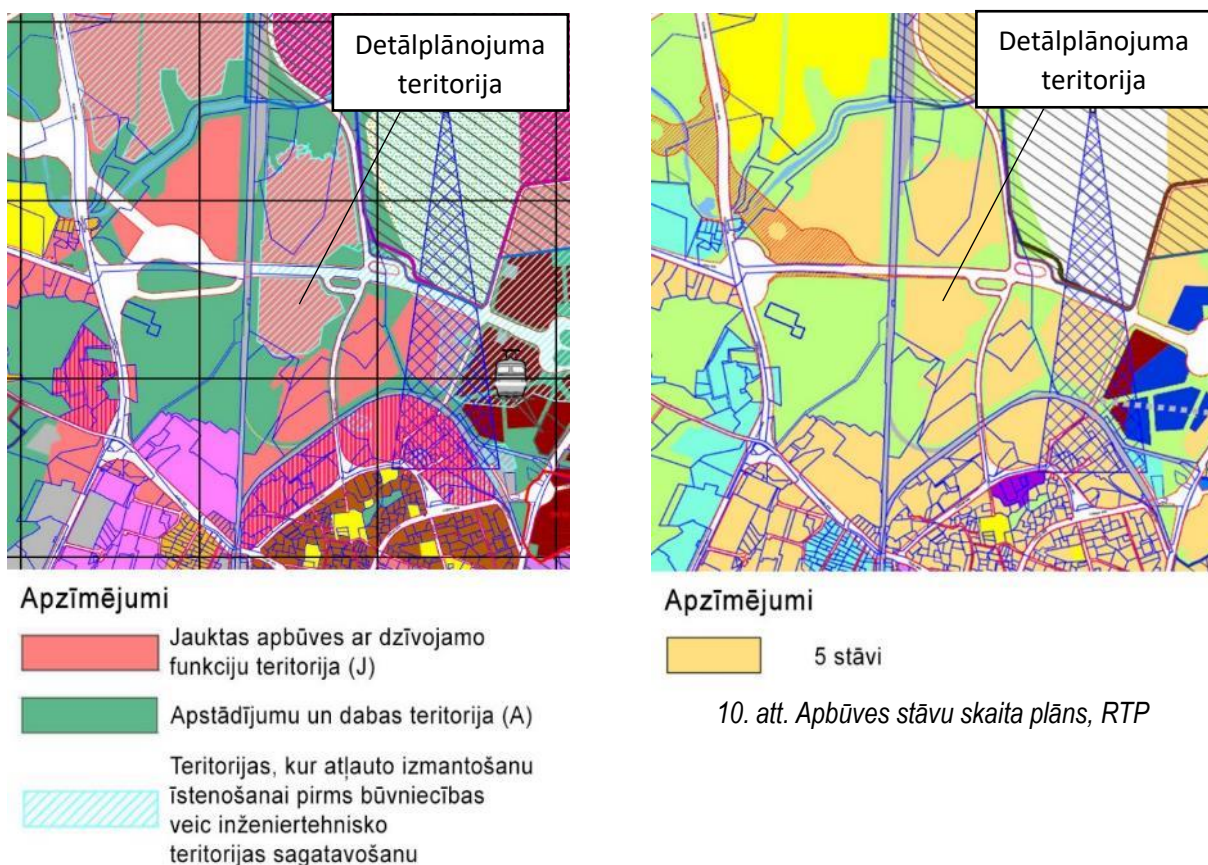 Detālplānojuma
teritorija
Apzīmējumi
Jauktas apbūves ar dzīvojamo
funkciju teritorija (J)
Apstādījumu un dabas teritorija (A)
Teritorijas, kur atļauto izmantošanu
īstenošanai pirms būvniecības
veic inženiertehnisko
teritorijas sagatavošanu
Detālplānojuma
teritorija
Apzīmējumi
5 stāvi
10. att. Apbūves stāvu skaita plāns, RTP